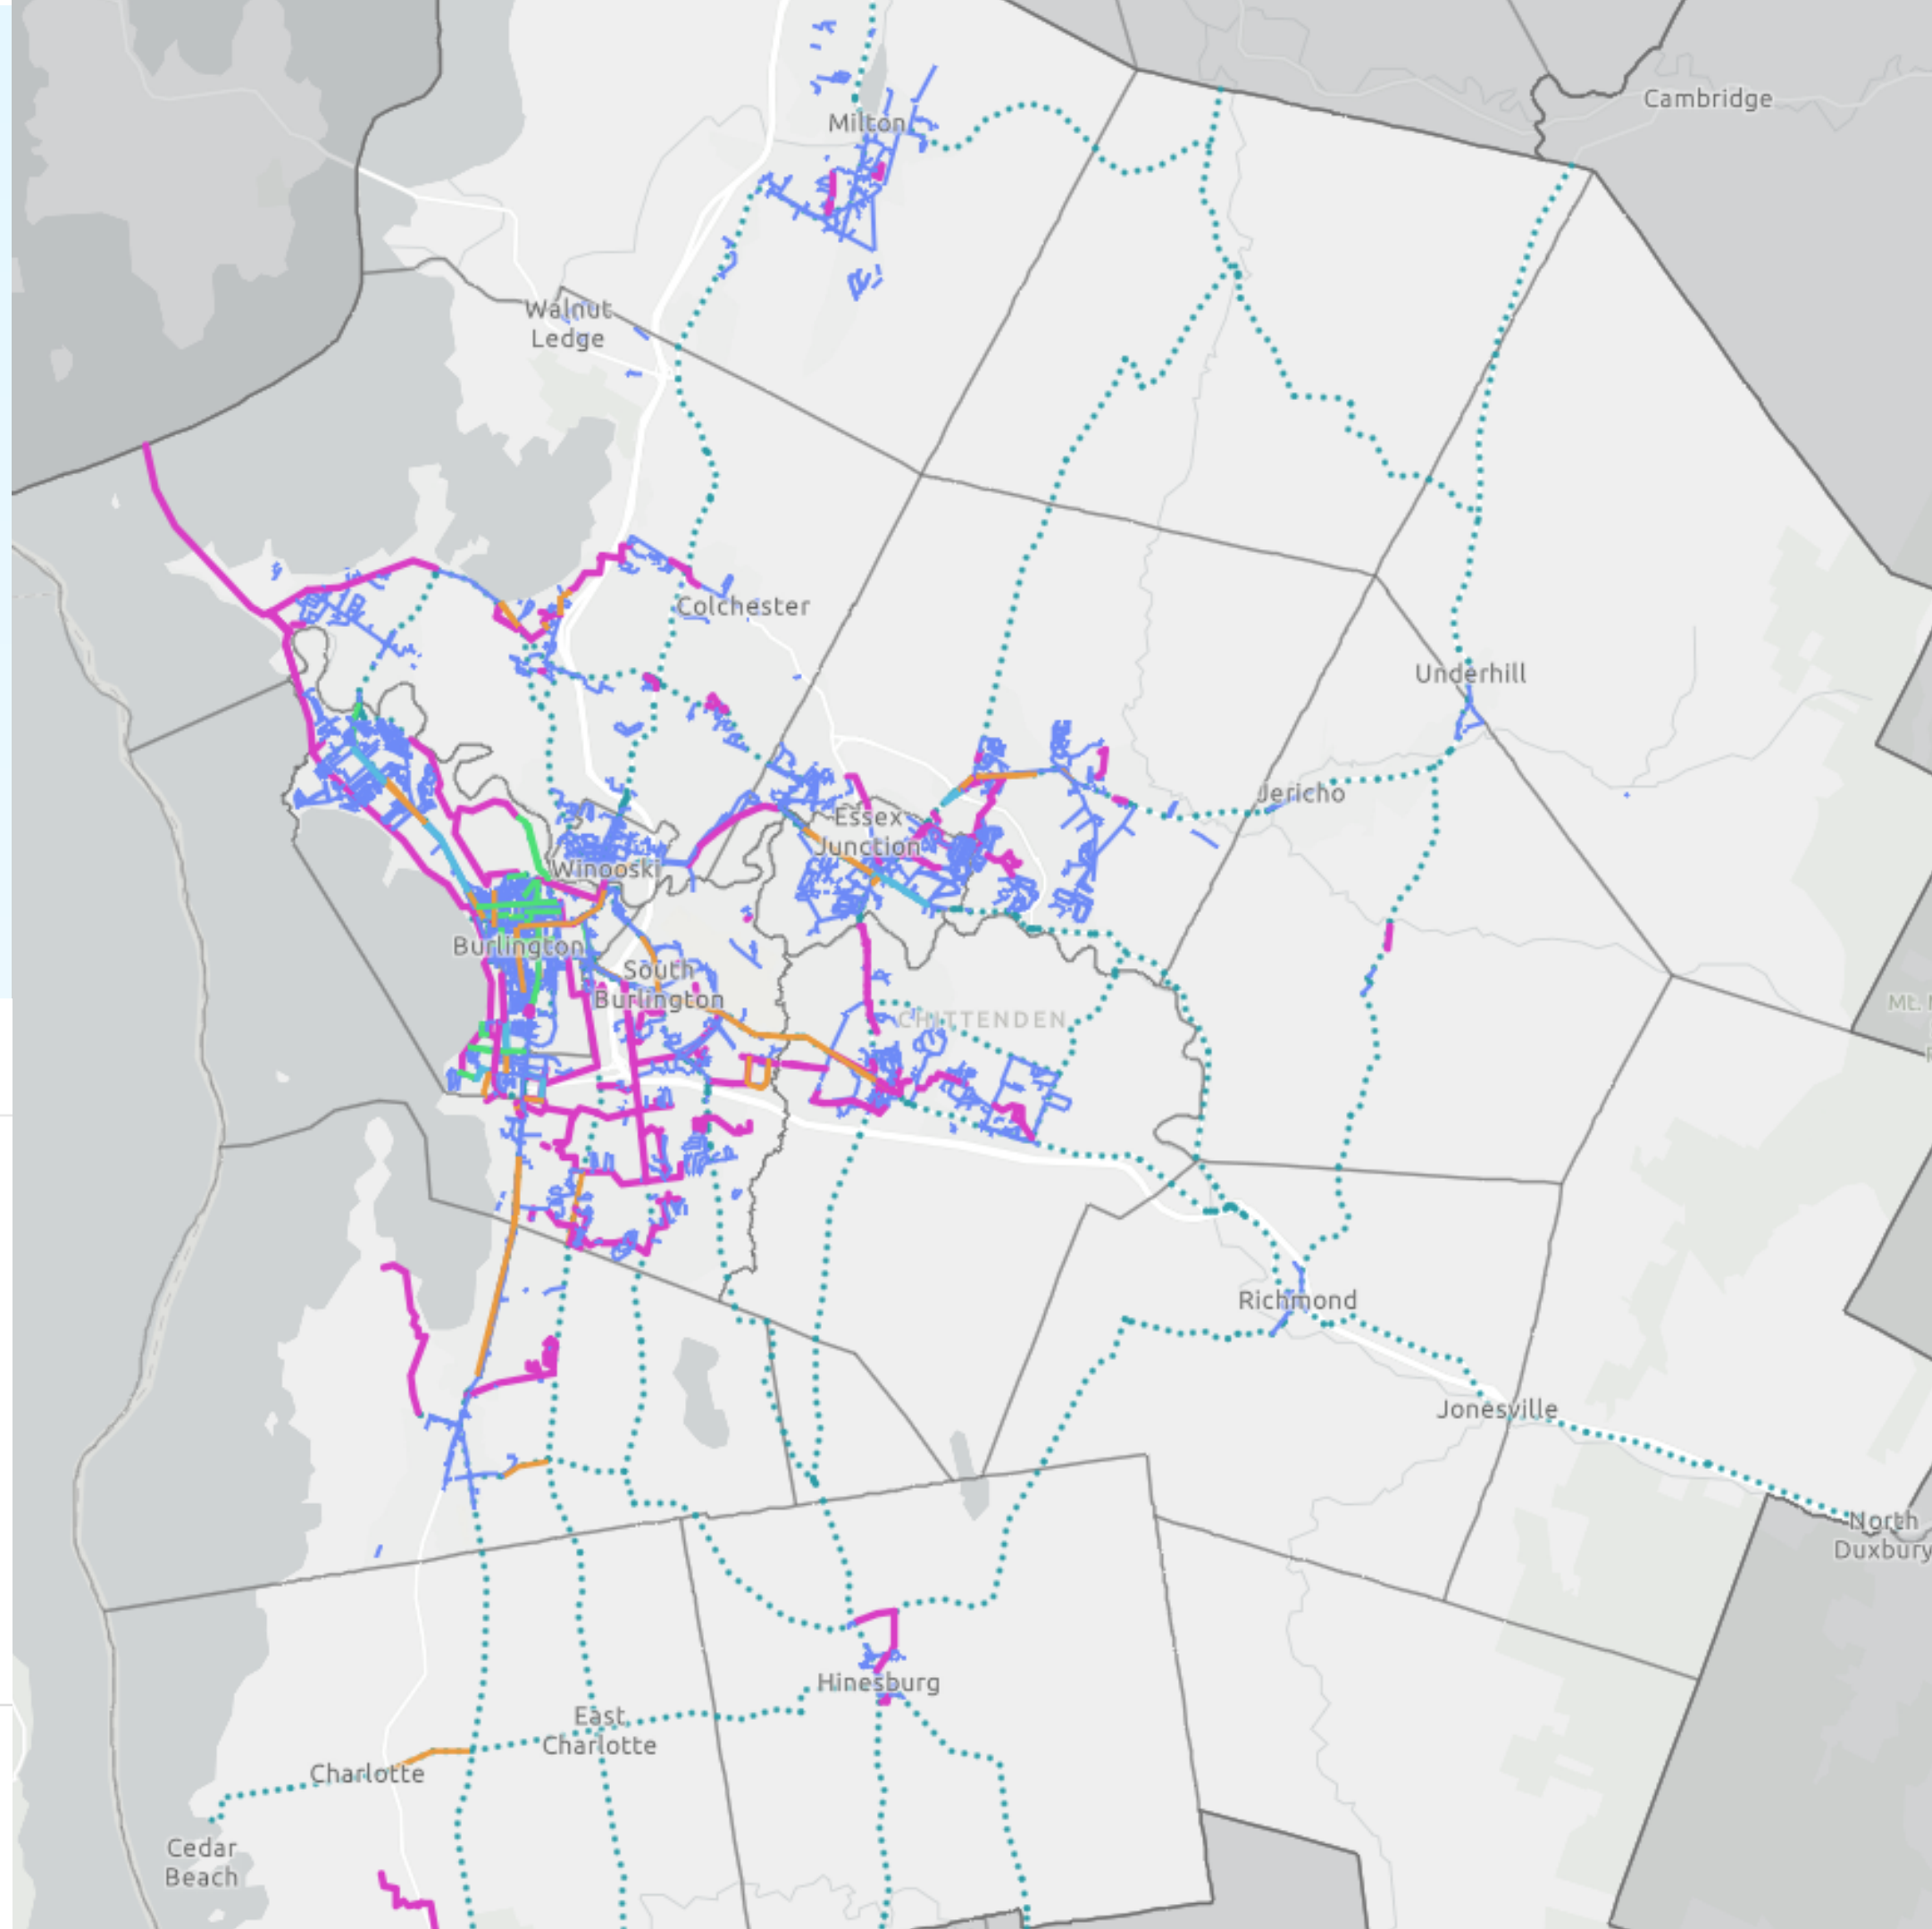 Cambridge
Milton
Walnut
Ledge
Colchester
Underhill
Jericho
Essex
Junction
Winooski
Burlington
South
Burlington
CHITTENDEN
Mt.
Richmond
Jonesville
North
Duxbury
Hinesburg
East
Charlotte
Charlotte
Cedar
Beach